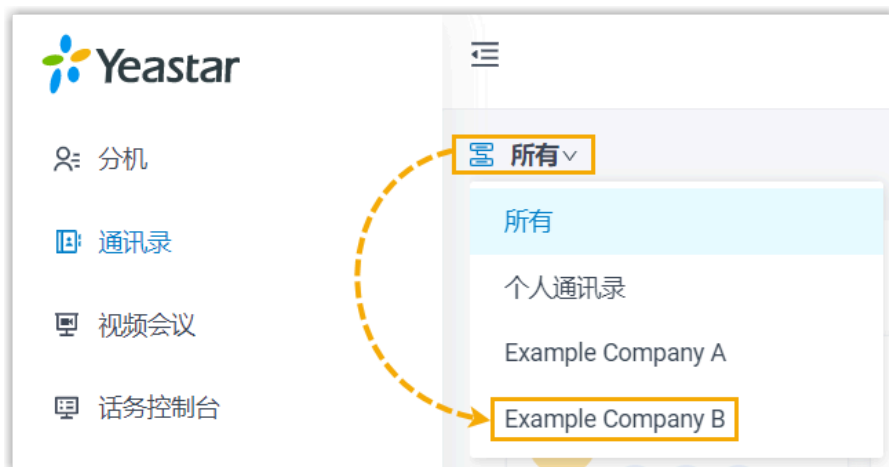 Yeastar
分机
通讯录
视频会议
话务控制台
所有
所有
个人通讯录
Example Company A
Example Company B